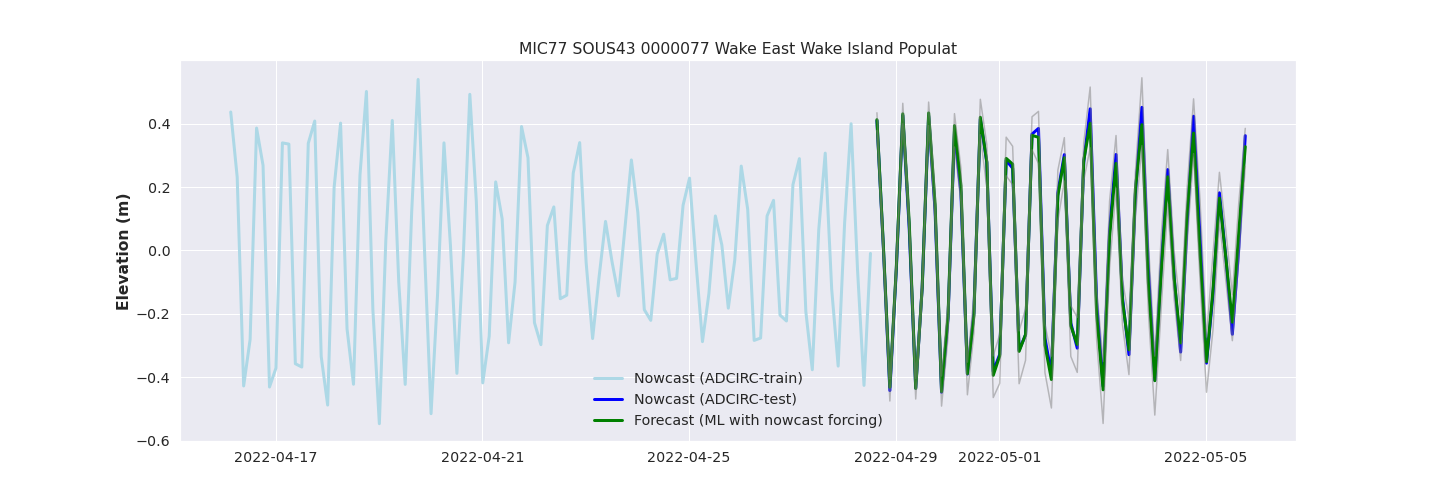 MIC77 SOUS43 0000077 Wake East Wake Island Populat
Elevation (m)
0.4
0.2
0.0
−0.2
−0.4
−0.6
Nowcast (ADCIRC-train)
Nowcast (ADCIRC-test)
Forecast (ML with nowcast forcing)
2022-04-17 2022-04-21 2022-04-25 2022-04-29 2022-05-01 2022-05-05